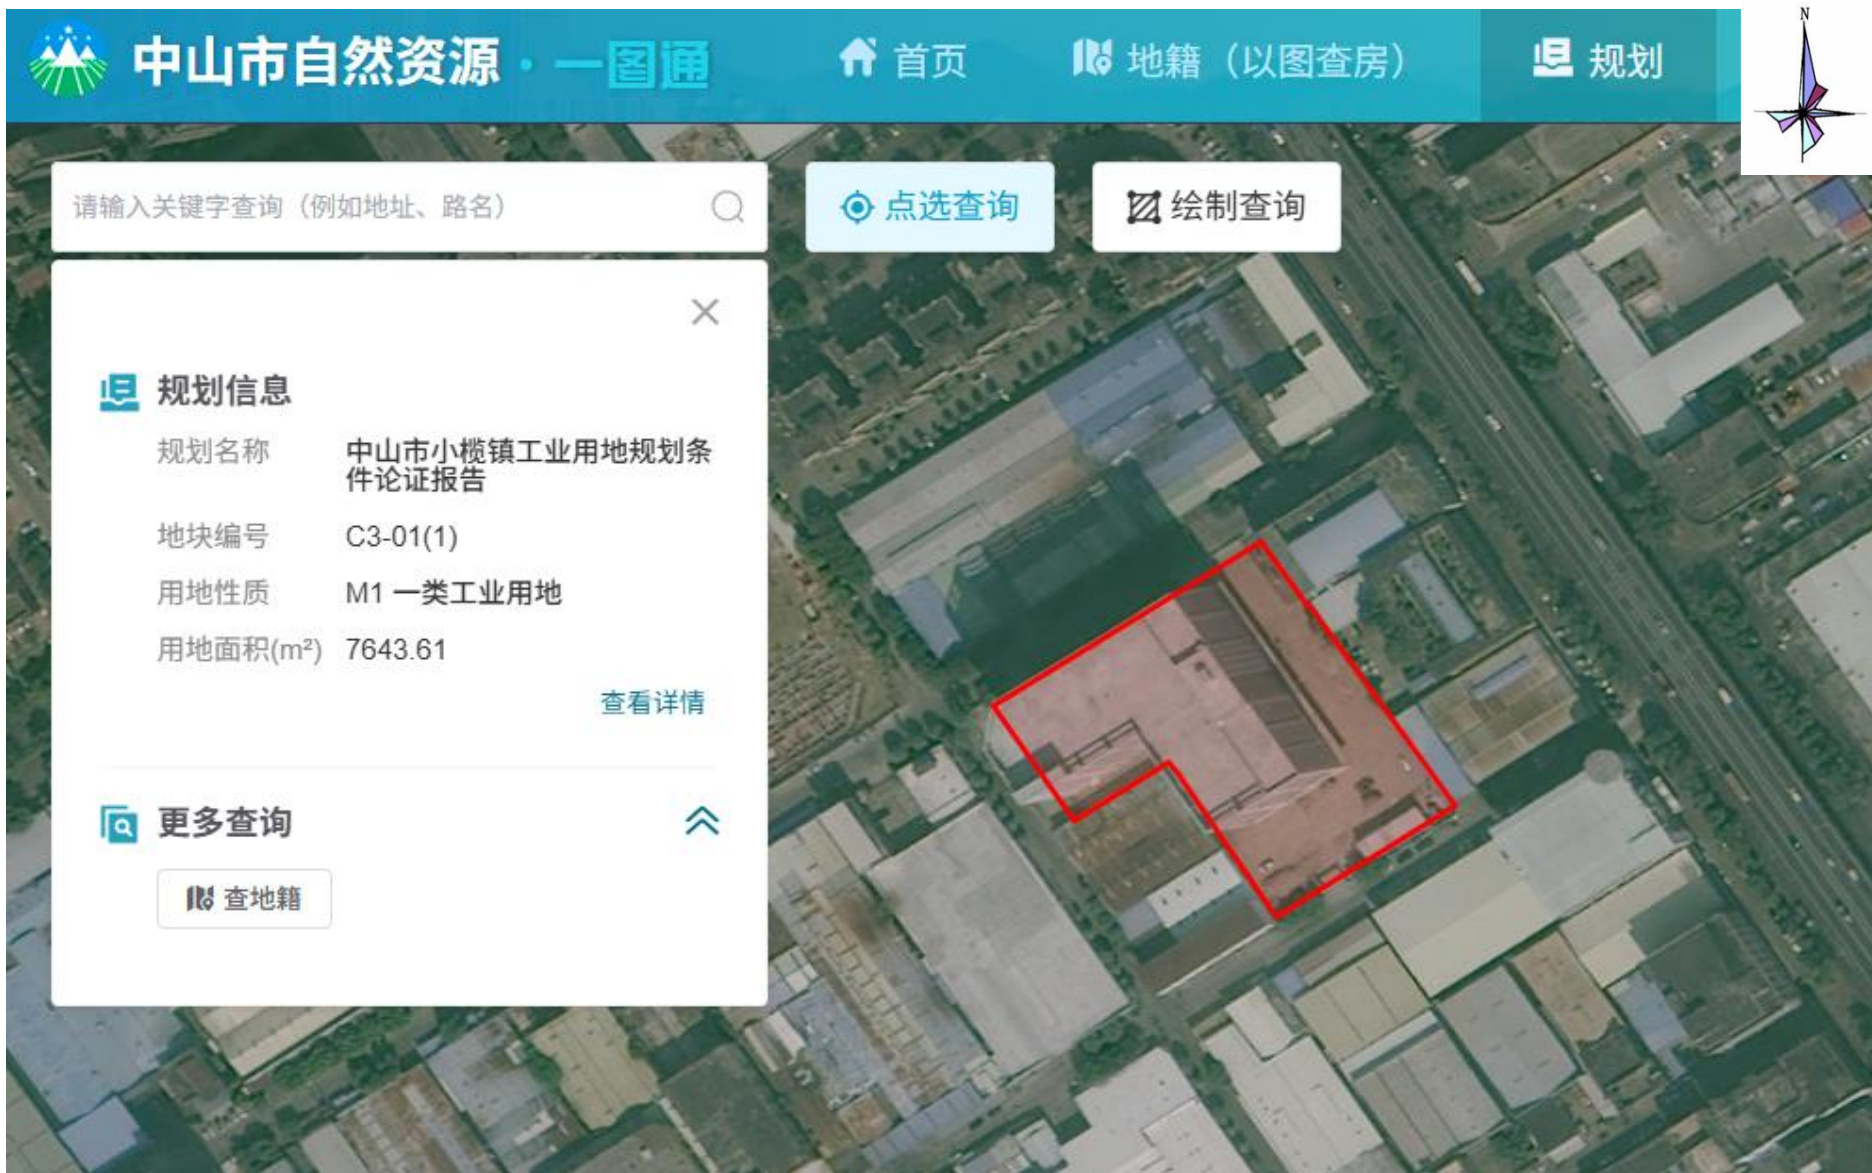 中山市自然资源·一图通
首页
地籍（以图查房）
规划
N
请输入关键字查询（例如地址、路名）
点选查询
绘制查询
规划信息
规划名称 中山市小榄镇工业用地规划条
件论证报告
地块编号 C3-01(1)
用地性质 M1 一类工业用地
用地面积(m²) 7643.61
查看详情
更多查询
查地籍